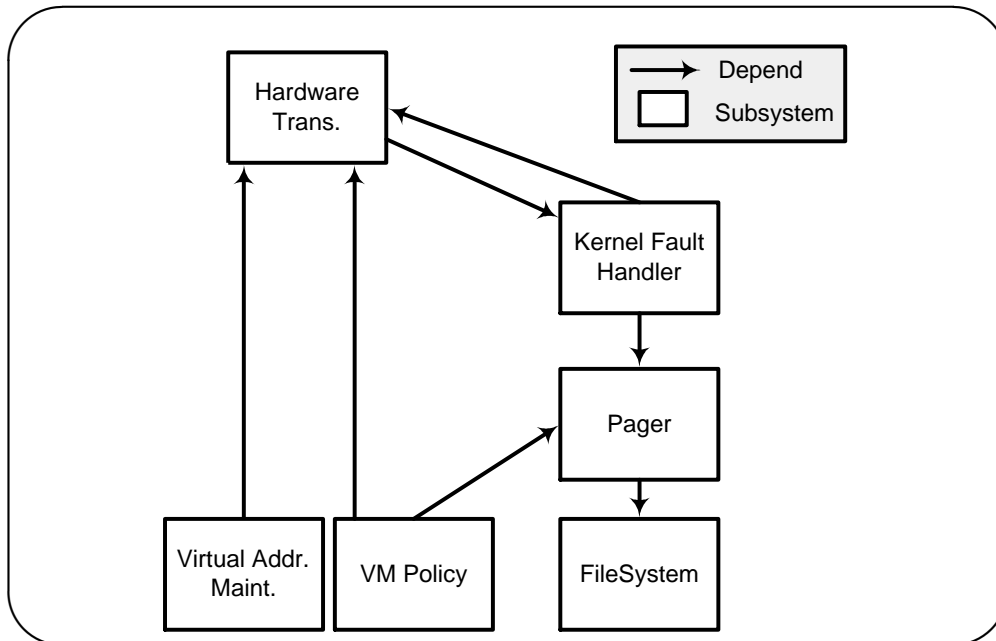 Hardware
Trans.
Depend
Subsystem
Kernel Fault
Handler
Pager
Virtual Addr.
Maint.
VM Policy
FileSystem